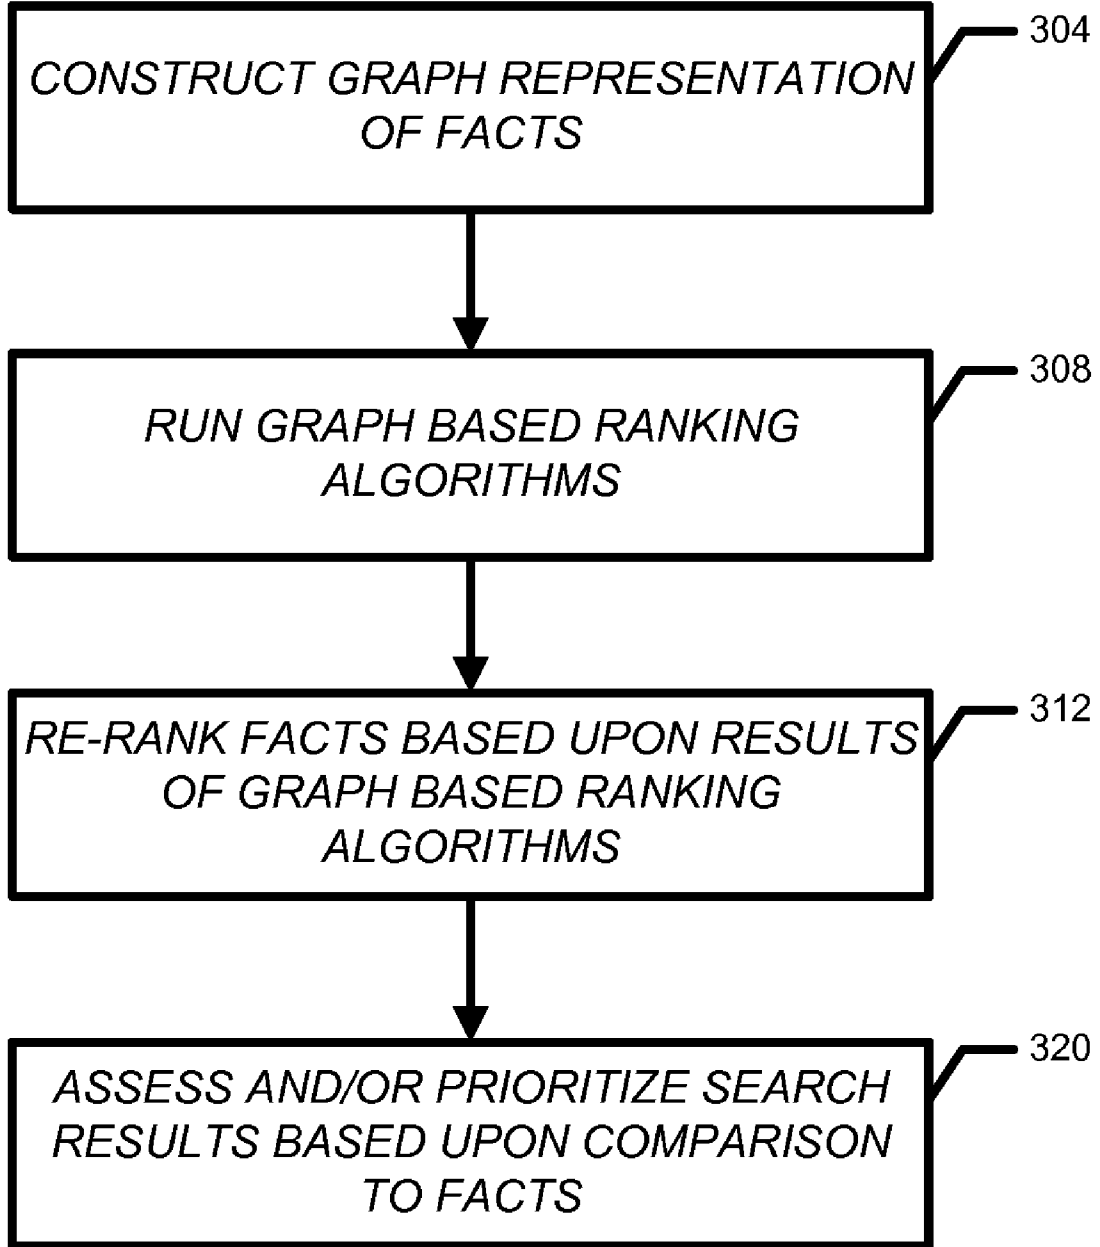 304
CONSTRUCT GRAPH REPRESENTATION
OF FACTS
308
RUN GRAPH BASED RANKING
ALGORITHMS
312
RE-RANK FACTS BASED UPON RESULTS
OF GRAPH BASED RANKING
ALGORITHMS
320
ASSESS AND/OR PRIORITIZE SEARCH
RESULTS BASED UPON COMPARISON
TO FACTS